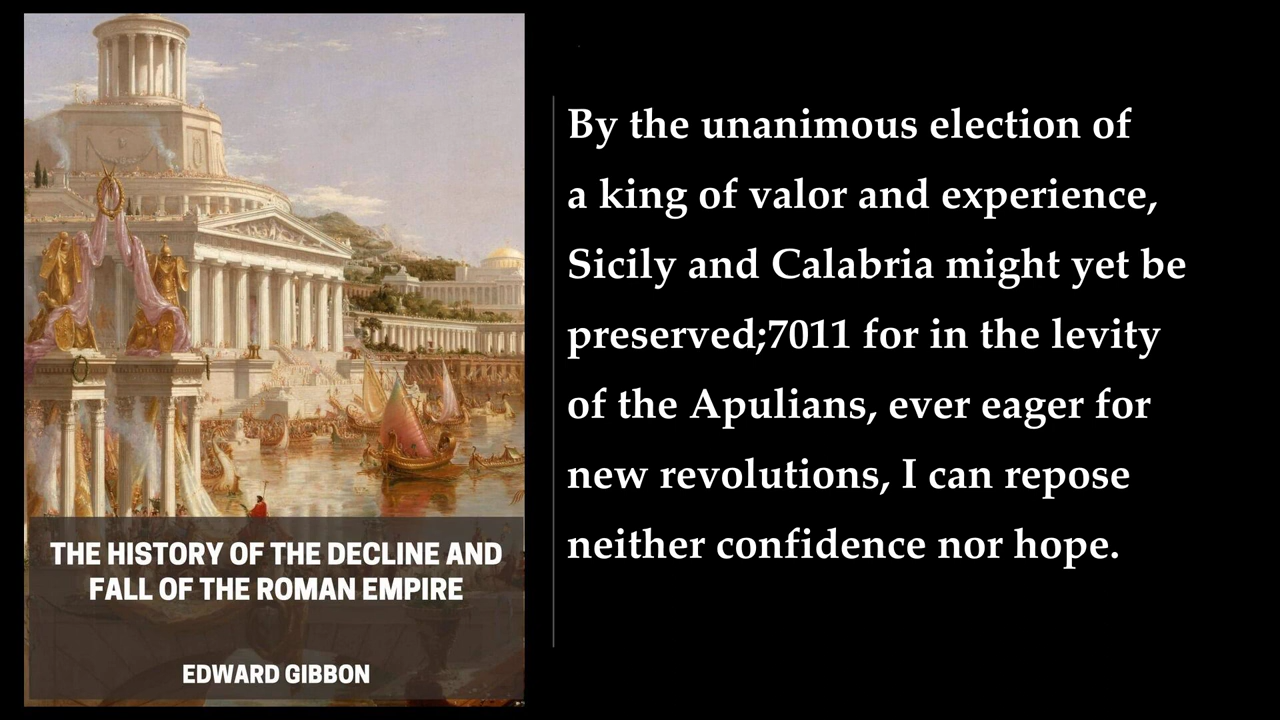 THE HISTORY OF THE DECLINE AND
FALL OF THE ROMAN EMPIRE
EDWARD GIBBON
By the unanimous election of
a king of valor and experience,
Sicily and Calabria might yet be
preserved;7011 for in the levity
of the Apulians, ever eager for
new revolutions, I can repose
neither confidence nor hope.